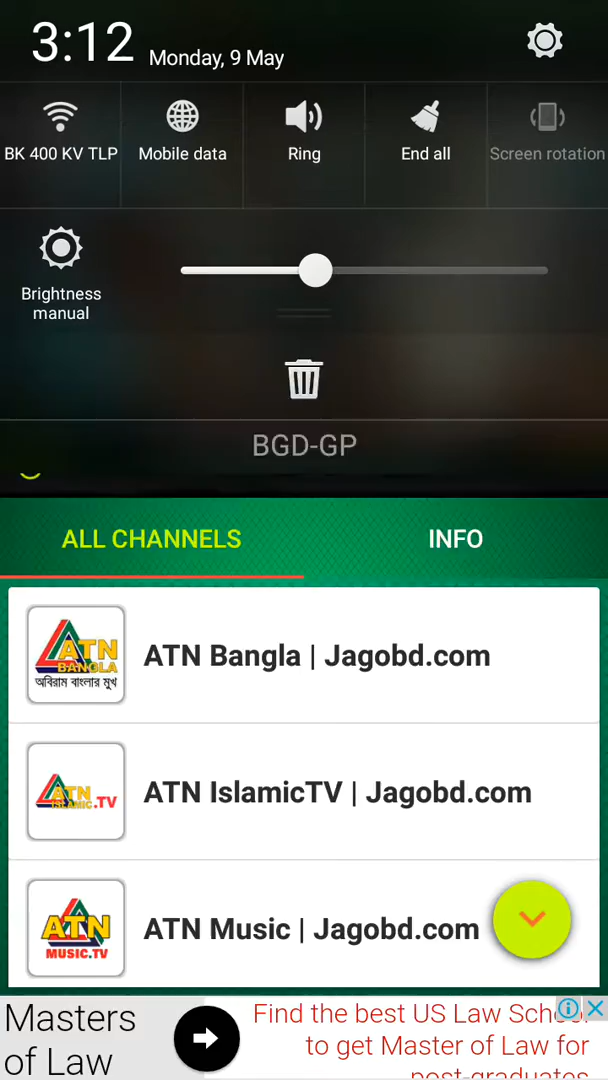 3:12 Monday, 9 May
BK 400 KV TLP Mobile data Ring End all Screen rotation
Brightness
manual
BGD-GP
ALL CHANNELS INFO
ATN
BANGLA
অবিরাম বাংলার মুখ
ATN Bangla | Jagobd.com
ATN
ISLAMIC.TV
ATN IslamicTV | Jagobd.com
ATN
MUSIC.TV
ATN Music | Jagobd.com
Masters
of Law
Find the best US Law School
to get Master of Law for
post-graduates